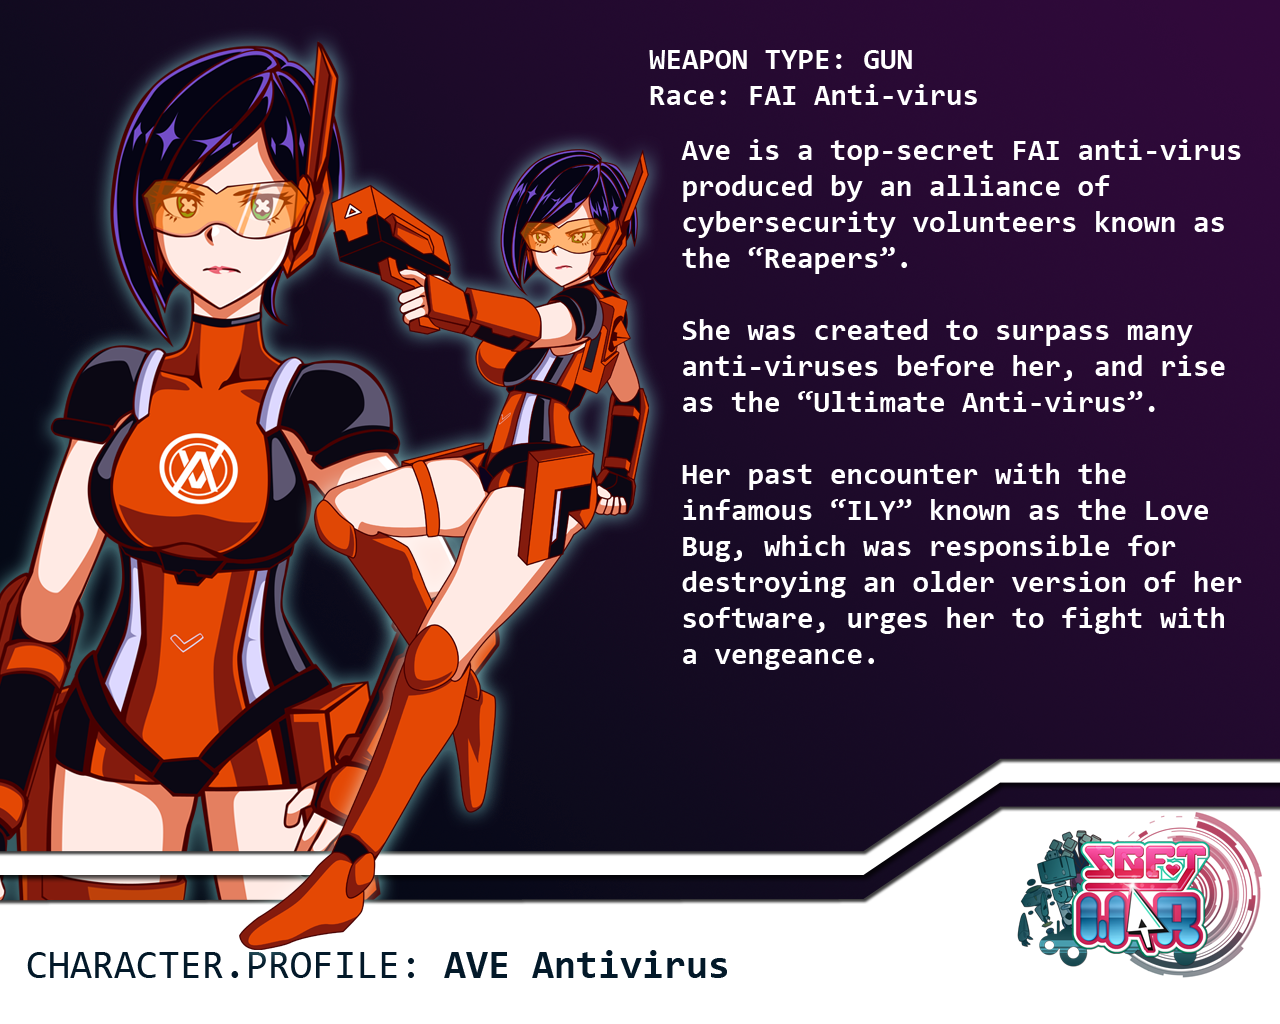 WEAPON TYPE: GUN
Race: FAI Anti-virus
Ave is a top-secret FAI anti-virus
produced by an alliance of
cybersecurity volunteers known as
the “Reapers”.
She was created to surpass many
anti-viruses before her, and rise
as the “Ultimate Anti-virus”.
Her past encounter with the
infamous “ILY” known as the Love
Bug, which was responsible for
destroying an older version of her
software, urges her to fight with
a vengeance.
SOFT
WAR
CHARACTER.PROFILE: AVE Antivirus